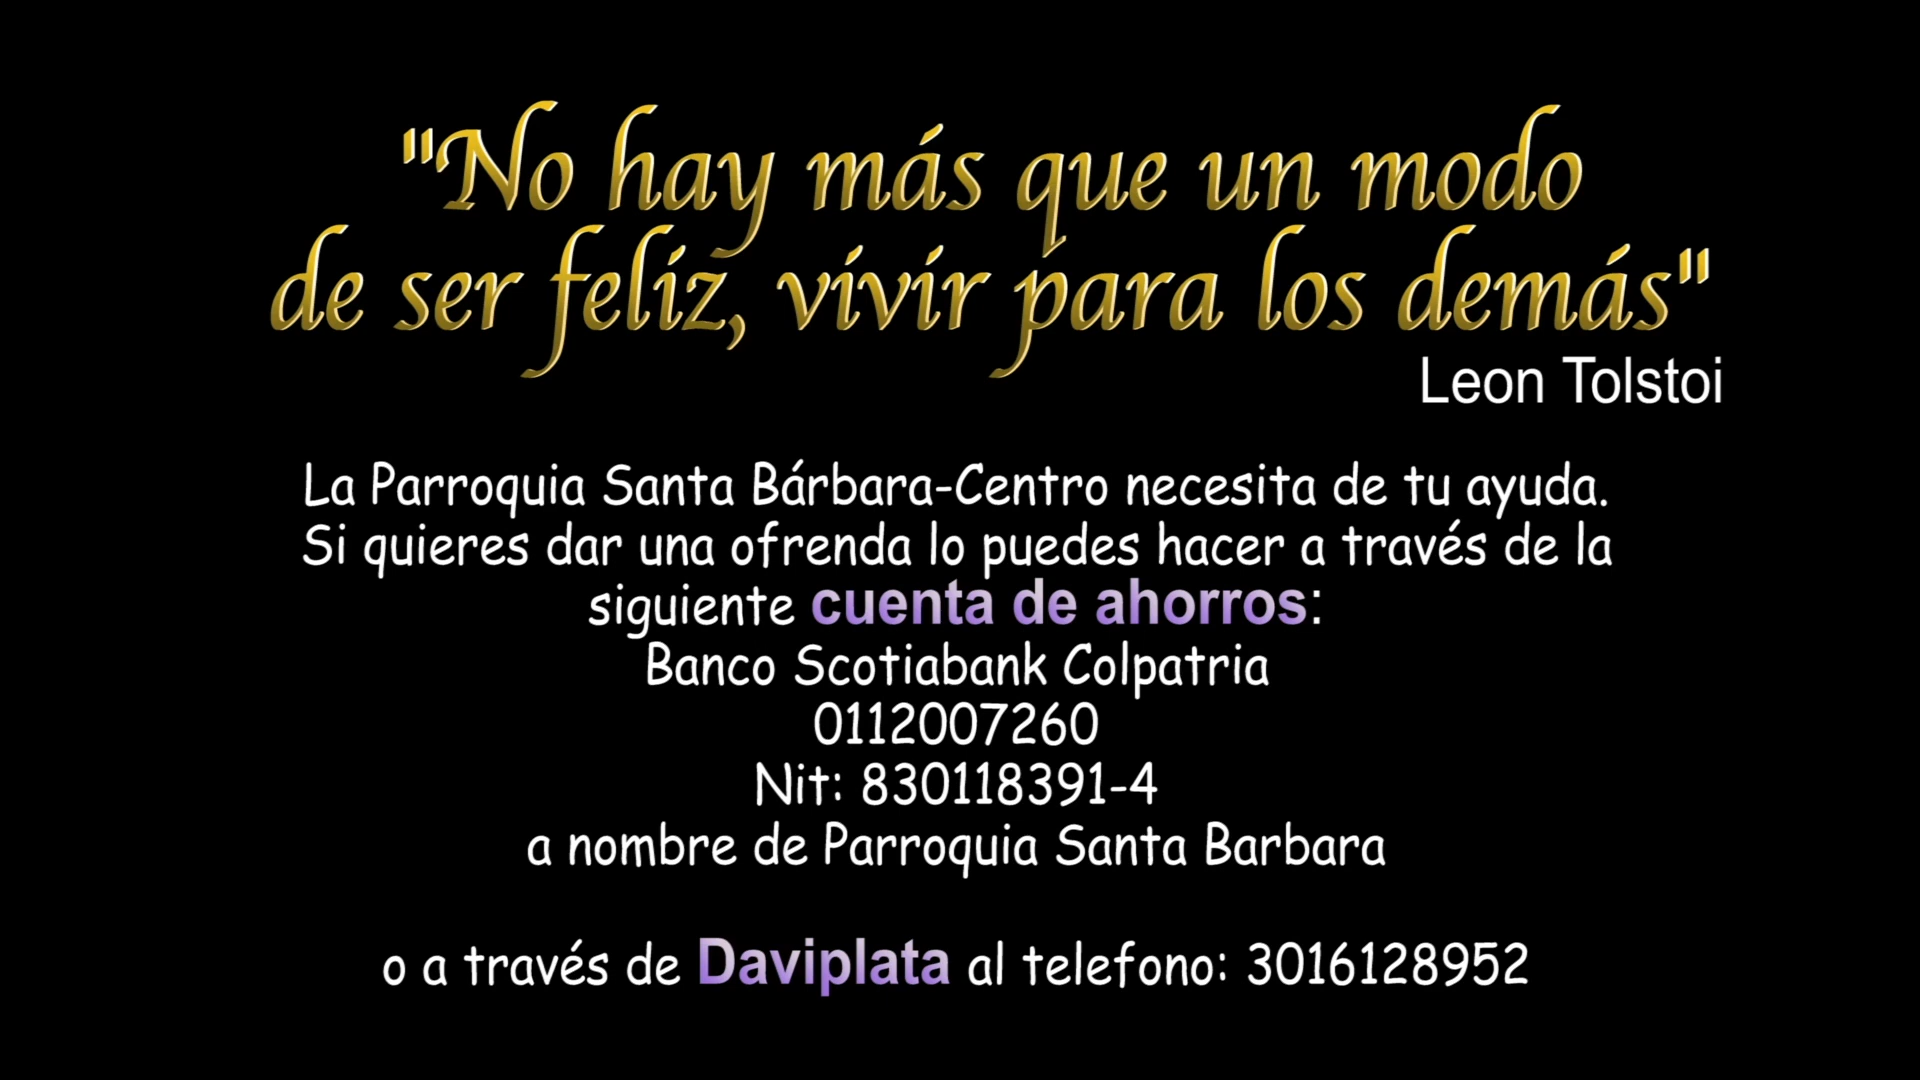 "No hay más que un modo
de ser feliz, vivir para los demás"
Leon Tolstoi
La Parroquia Santa Bárbara-Centro necesita de tu ayuda.
Si quieres dar una ofrenda lo puedes hacer a través de la
siguiente cuenta de ahorros:
Banco Scotiabank Colpatria
0112007260
Nit: 830118391-4
a nombre de Parroquia Santa Barbara
o a través de Daviplata al telefono: 3016128952